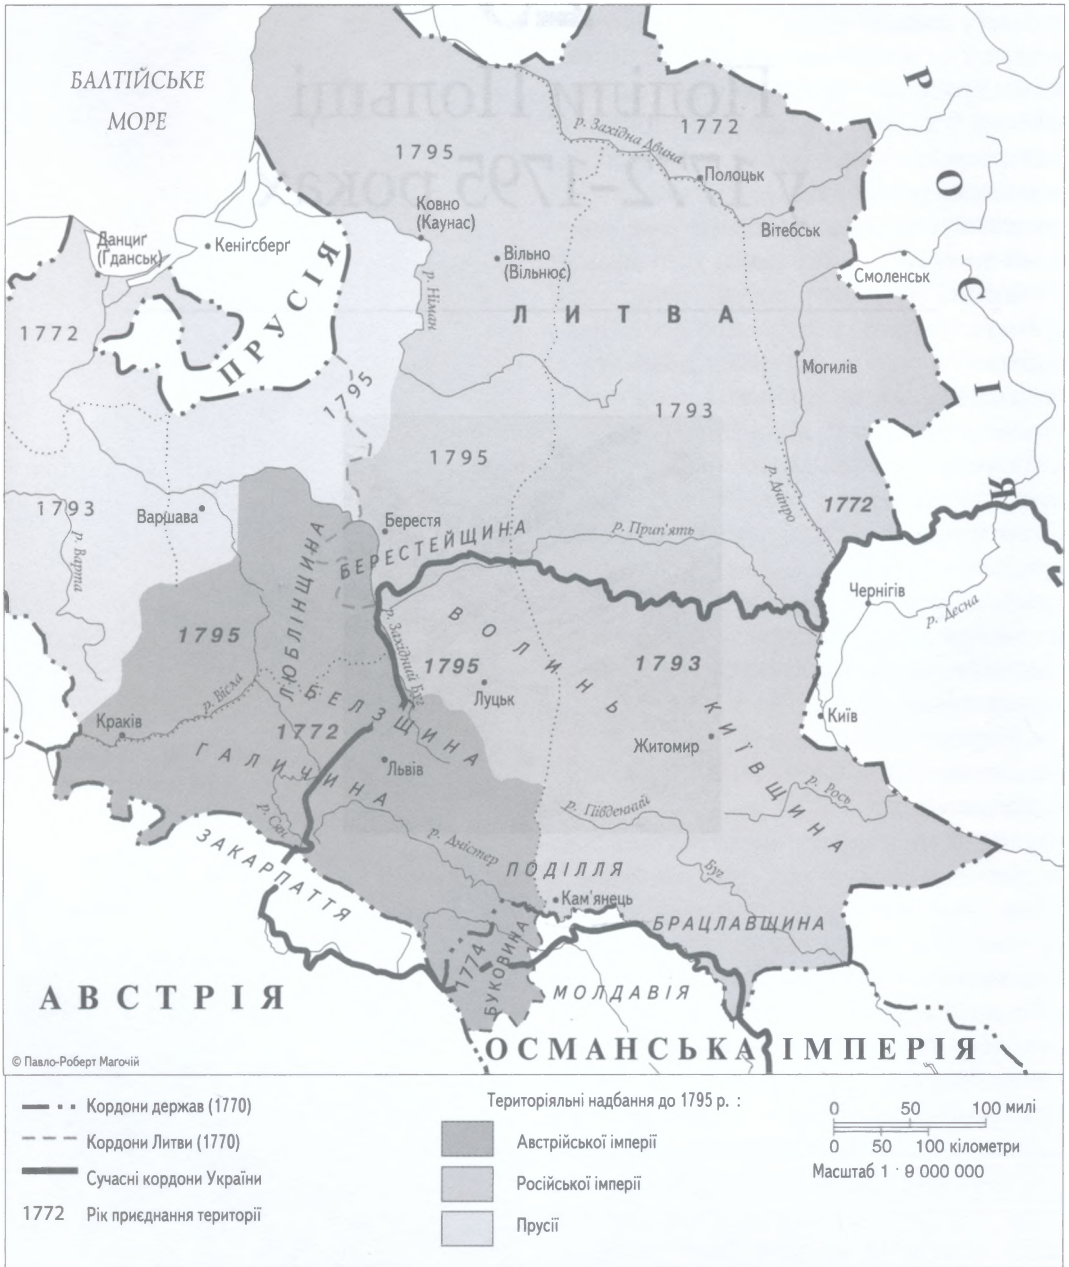 БАЛТІЙСЬКЕ
МОРЕ
Р О С І Я
1795
1772
р. Західна Двина
Полоцьк
Вітебськ
Смоленськ
Ковно
(Каунас)
Вільно
(Вільнюс)
р. Німан
Данциґ
(Ґданськ)
Кеніґсберґ
ПРУСІЯ
1772
ЛИТВА
Могилів
1795
1793
1795
р. Дніпро
1772
1793
Варшава
р. Варта
Берестя
БЕРЕСТЕЙЩИНА
р. Прип'ять
Чернігів
р. Десна
ЛЮБЛІНЩИНА
1795
р. Західний Буг
ВОЛИНЬ
1795
Луцьк
1793
р. Вісла
Краків
БЕЛЗЩИНА
1772
ГАЛИЧИНА
Львів
КИЇВЩИНА
Київ
Житомир
р. Рось
р. Сян
р. Дністер
р. Південний
Буг
ЗАКАРПАТТЯ
ПОДІЛЛЯ
Кам'янець
БРАЦЛАВЩИНА
1774
БУКОВИНА
МОЛДАВІЯ
АВСТРІЯ
ОСМАНСЬКА ІМПЕРІЯ
© Павло-Роберт Магочій
Кордони держав (1770)
Кордони Литви (1770)
Сучасні кордони України
1772 Рік приєднання території
Територіяльні надбання до 1795 р. :
Австрійської імперії
Російської імперії
Прусії
0 50 100 милі
0 50 100 кілометри
Масштаб 1 : 9 000 000